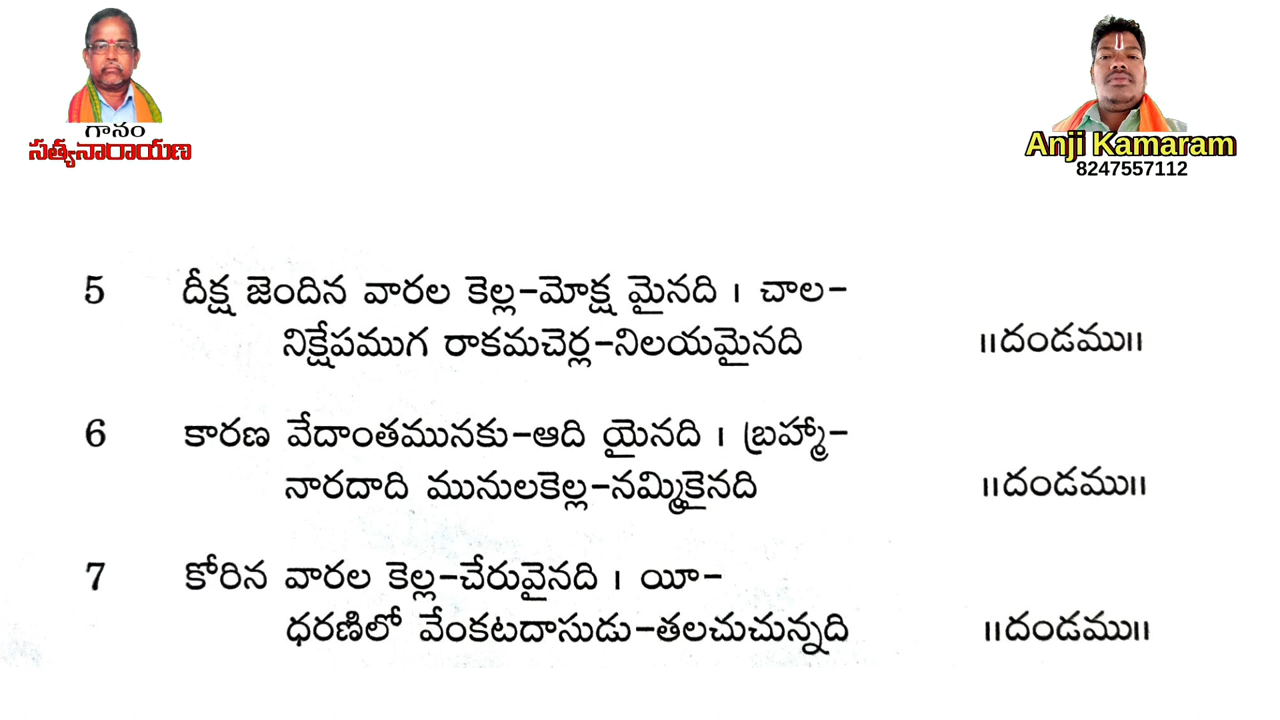 గానం
సత్యనారాయణ
Anji Kamaram
8247557112
5 దీక్ష జెందిన వారల కెల్ల-మోక్ష మైనది । చాల-
నిక్షేపముగ రాకమచెర్ల-నిలయమైనది ॥దండము॥
6 కారణ వేదాంతమునకు-ఆది యైనది । బ్రహ్మా-
నారదాది మునులకెల్ల-నమ్మికైనది ॥దండము॥
7 కోరిన వారల కెల్ల-చేరువైనది । యీ-
ధరణిలో వేంకటదాసుడు-తలచుచున్నది ॥దండము॥